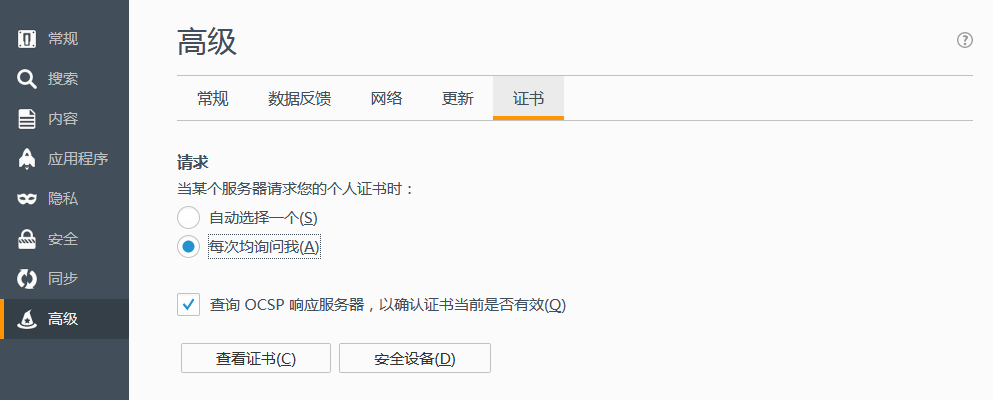 常规
搜索
内容
应用程序
隐私
安全
同步
高级
高级
?
常规 数据反馈 网络 更新 证书
请求
当某个服务器请求您的个人证书时：
自动选择一个(S)
每次均询问我(A)
查询 OCSP 响应服务器，以确认证书当前是否有效(Q)
查看证书(C) 安全设备(D)